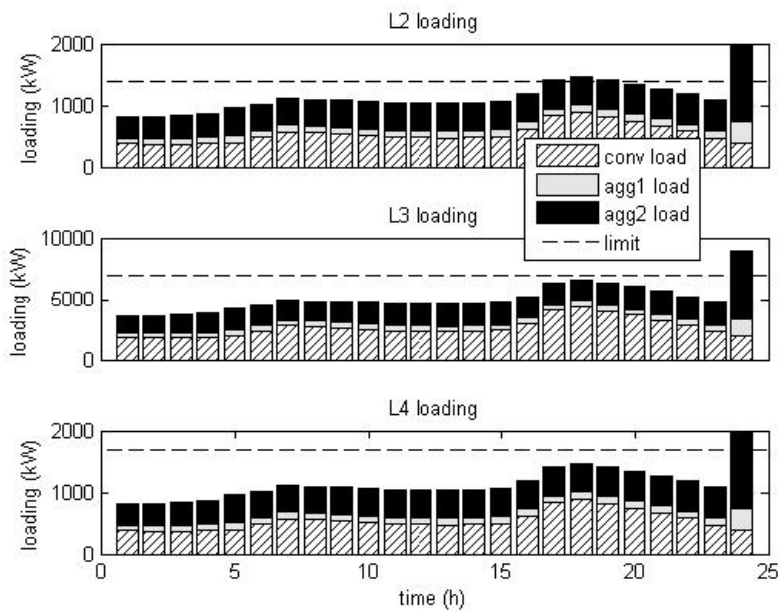 L2 loading
2000
1000
0
loading (kW)
conv load
agg1 load
agg2 load
limit
L3 loading
10000
5000
0
loading (kW)
L4 loading
2000
1000
0
loading (kW)
0 5 10 15 20 25
time (h)